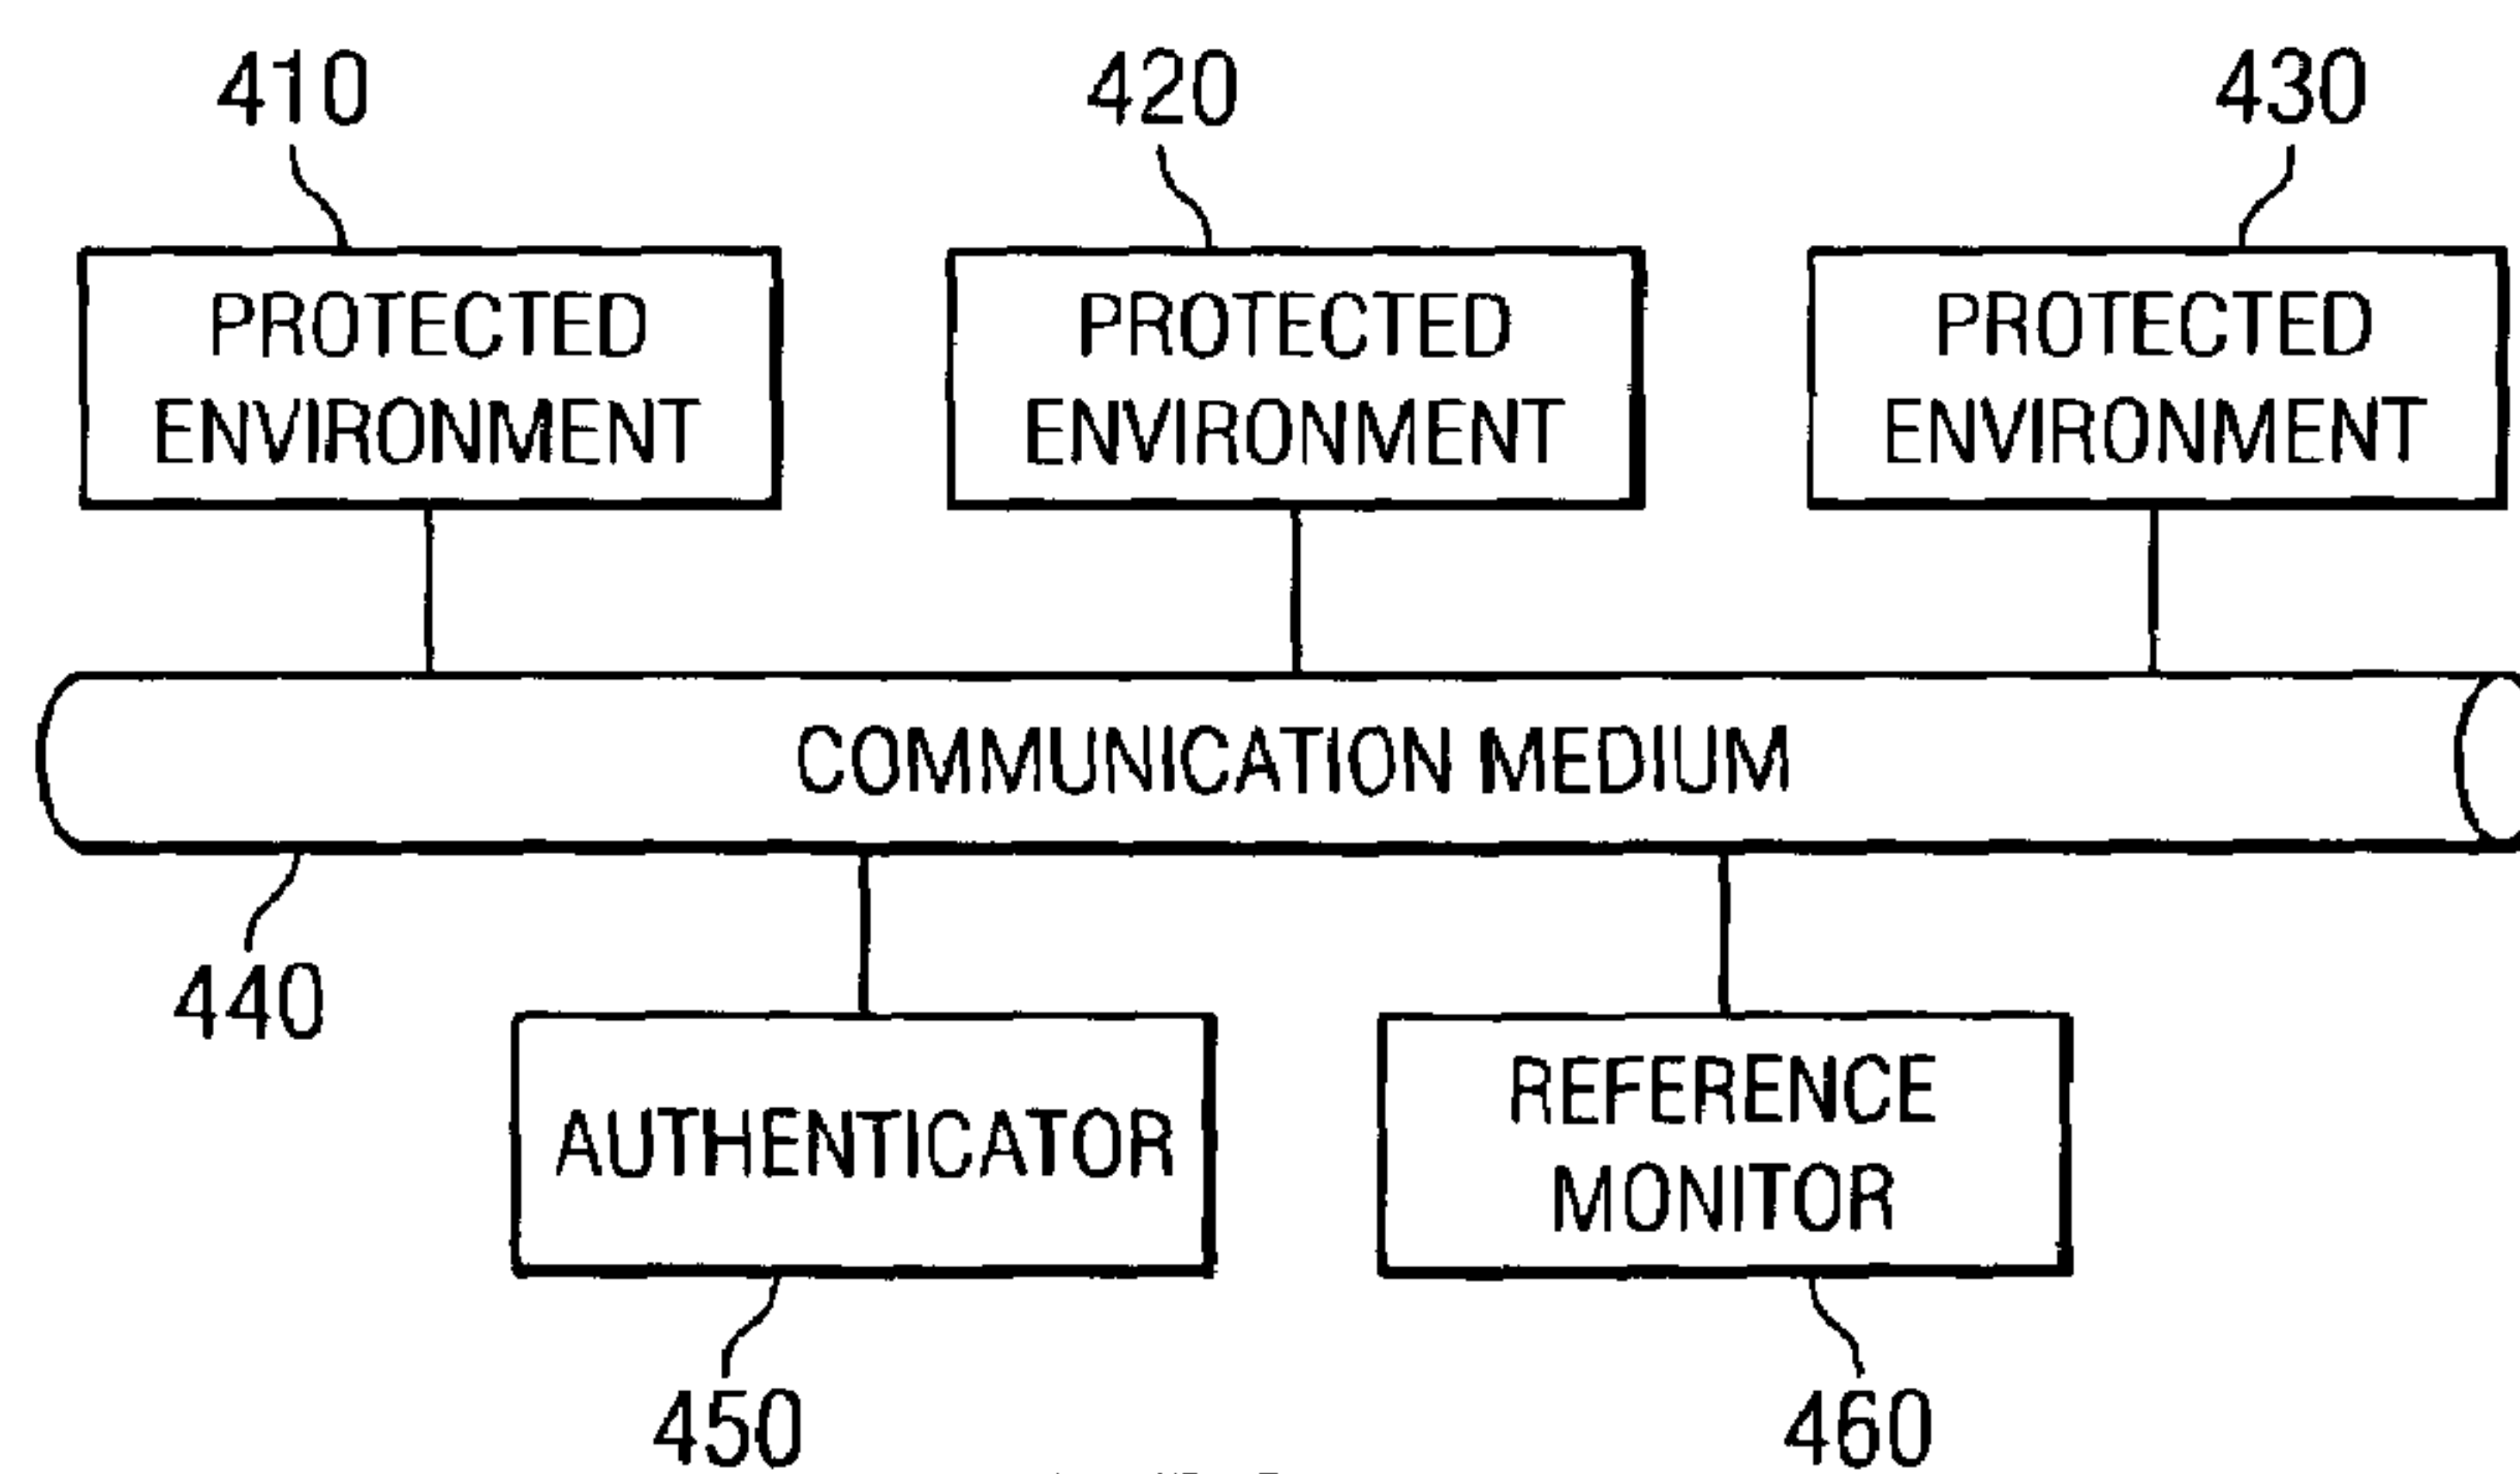 410
420
430
PROTECTED
ENVIRONMENT
PROTECTED
ENVIRONMENT
PROTECTED
ENVIRONMENT
COMMUNICATION MEDIUM
440
AUTHENTICATOR
REFERENCE
MONITOR
450
460